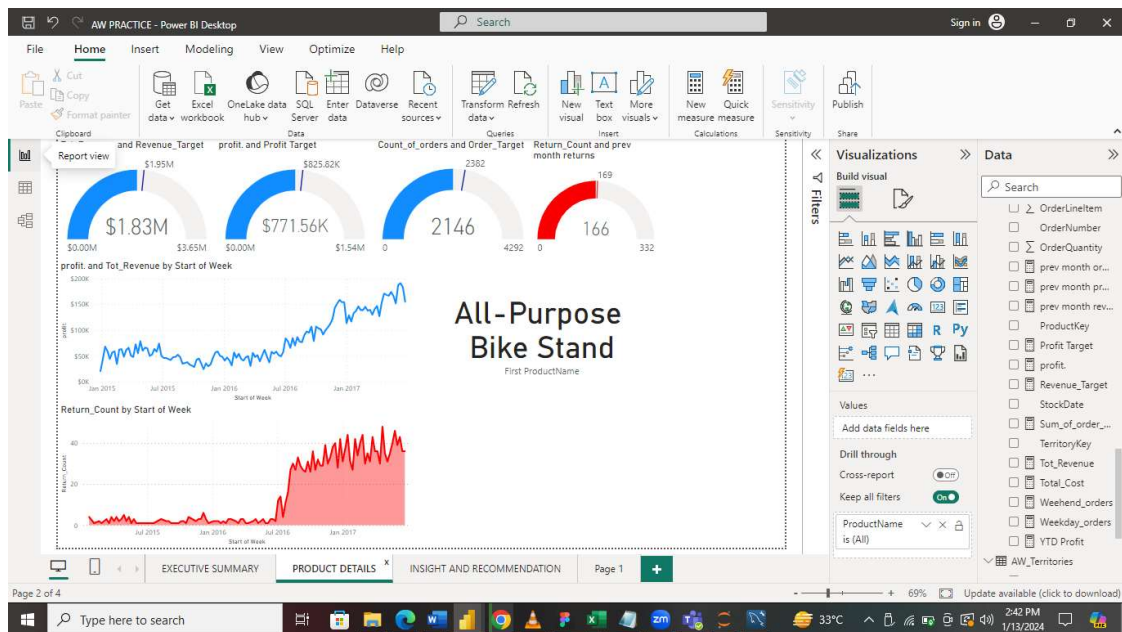 AW PRACTICE - Power BI Desktop
Search
Sign in
File Home Insert Modeling View Optimize Help
Paste
Cut
Copy
Format painter
Clipboard
Get data
Excel workbook
OneLake data hub
SQL Server
Enter data
Dataverse
Recent sources
Data
Transform data
Refresh
Queries
New visual
Text box
More visuals
Insert
New measure
Quick measure
Calculations
Sensitivity
Sensitivity
Publish
Share
Report view
and Revenue_Target
$1.95M
$1.83M
$0.00M
$3.65M
profit. and Profit Target
$825.82K
$771.56K
$0.00M
$1.54M
Count_of_orders and Order_Target
2382
2146
0
4292
Return_Count and prev
month returns
169
166
0
332
profit. and Tot_Revenue by Start of Week
$200K
$150K
$100K
$50K
$0K
profit.
Jan 2015 Jul 2015 Jan 2016 Jul 2016 Jan 2017
Start of Week
All-Purpose
Bike Stand
First ProductName
Return_Count by Start of Week
40
20
0
Return_Count
Jul 2015 Jan 2016 Jul 2016 Jan 2017
Start of Week
Filters
Visualizations
Build visual
R
Py
123
...
Values
Add data fields here
Drill through
Cross-report
Off
Keep all filters
On
ProductName
is (All)
Data
Search
OrderLineItem
OrderNumber
OrderQuantity
prev month or...
prev month pr...
prev month rev...
ProductKey
Profit Target
profit.
Revenue_Target
StockDate
Sum_of_order_...
TerritoryKey
Tot_Revenue
Total_Cost
Weehend_orders
Weekday_orders
YTD Profit
AW_Territories
EXECUTIVE SUMMARY
PRODUCT DETAILS
INSIGHT AND RECOMMENDATION
Page 1
Page 2 of 4
69%
Update available (click to download)
Type here to search
33°C
2:42 PM
1/13/2024